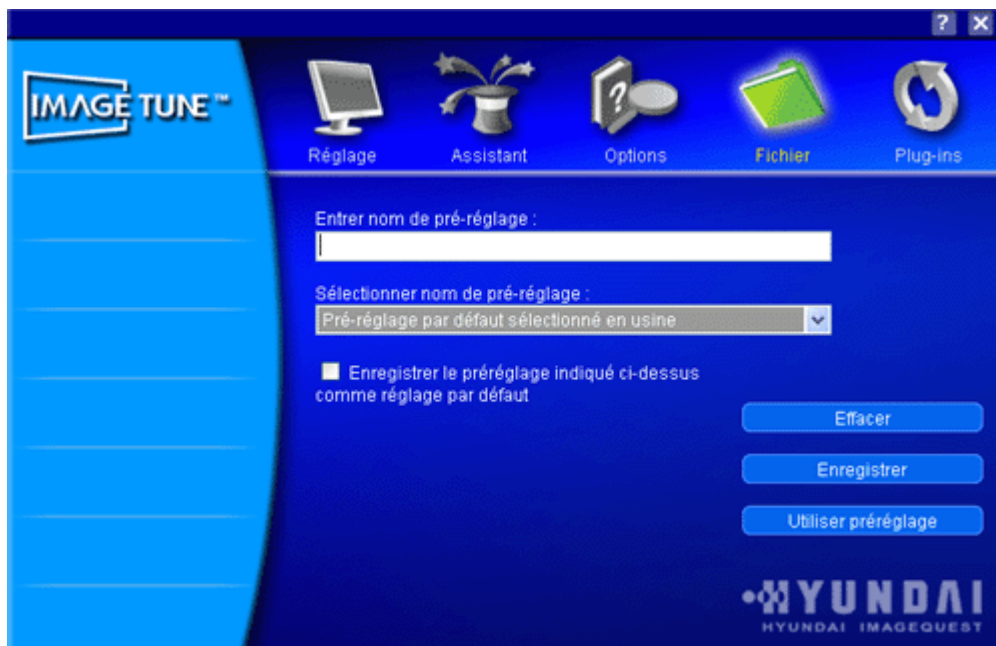 ? X
IMAGE TUNE™
Réglage Assistant Options Fichier Plug-ins
Entrer nom de pré-réglage :
Sélectionner nom de pré-réglage :
Pré-réglage par défaut sélectionné en usine
Enregistrer le préréglage indiqué ci-dessus
comme réglage par défaut
Effacer
Enregistrer
Utiliser préréglage
HYUNDAI
HYUNDAI IMAGEQUEST